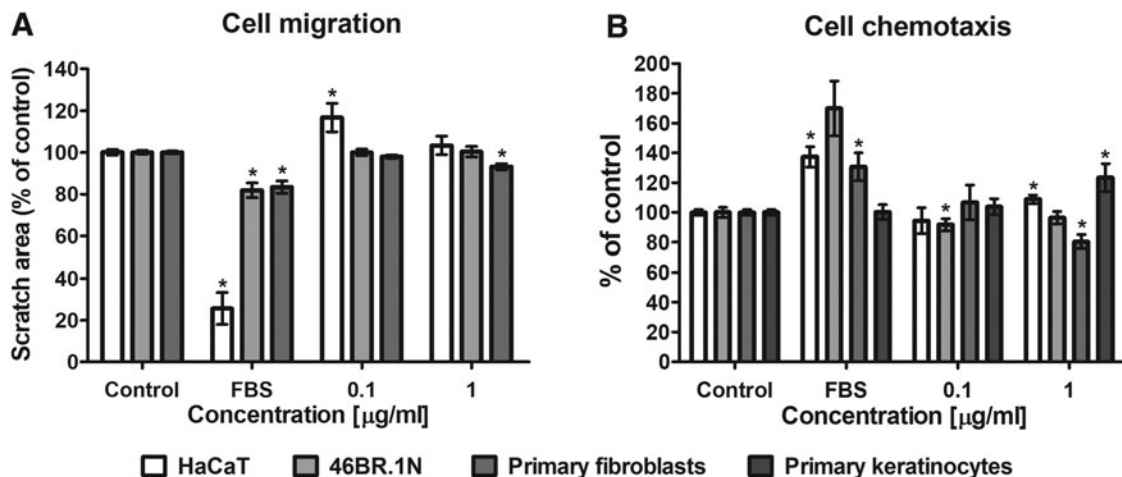 A
Cell migration
Scratch area (% of control)
140
120
100
80
60
40
20
0
*
*
*
*
*
Control
FBS
0.1
1
Concentration [μg/ml]
B
Cell chemotaxis
% of control
200
180
160
140
120
100
80
60
40
20
0
*
*
*
*
*
*
Control
FBS
0.1
1
Concentration [μg/ml]
HaCaT
46BR.1N
Primary fibroblasts
Primary keratinocytes